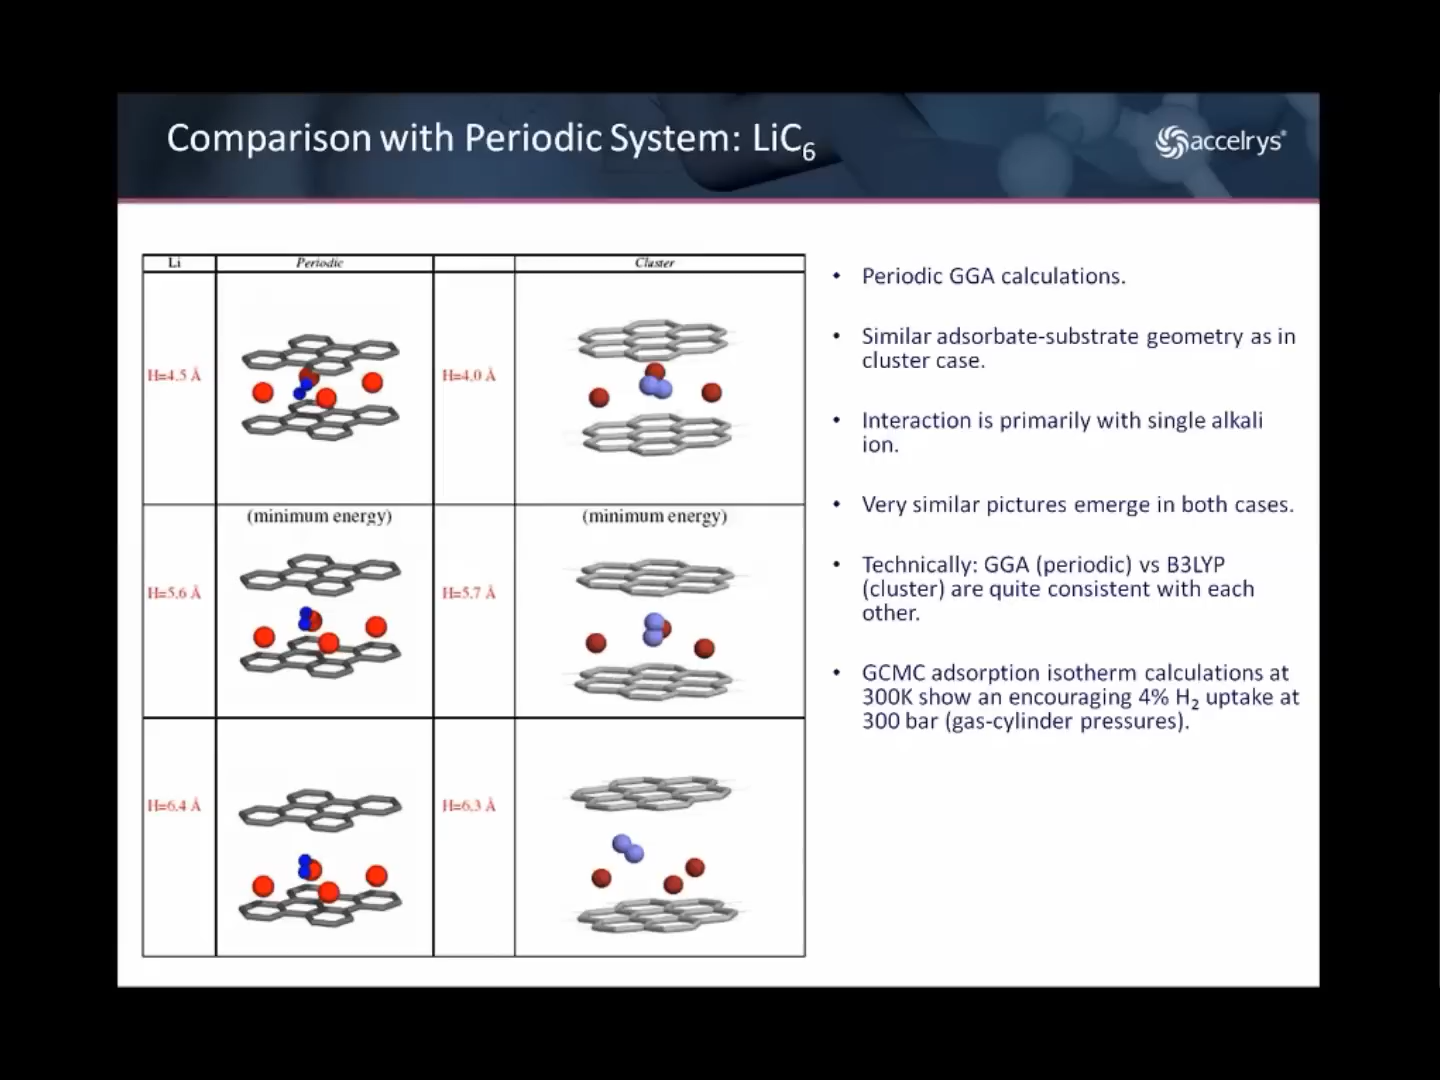 Comparison with Periodic System: LiC6
accelrys®
Li
Periodic
Cluster
H=4.5 Å
H=4.0 Å
(minimum energy)
(minimum energy)
H=5.6 Å
H=5.7 Å
H=6.4 Å
H=6.3 Å
• Periodic GGA calculations.
• Similar adsorbate-substrate geometry as in
cluster case.
• Interaction is primarily with single alkali
ion.
• Very similar pictures emerge in both cases.
• Technically: GGA (periodic) vs B3LYP
(cluster) are quite consistent with each
other.
• GCMC adsorption isotherm calculations at
300K show an encouraging 4% H2 uptake at
300 bar (gas-cylinder pressures).